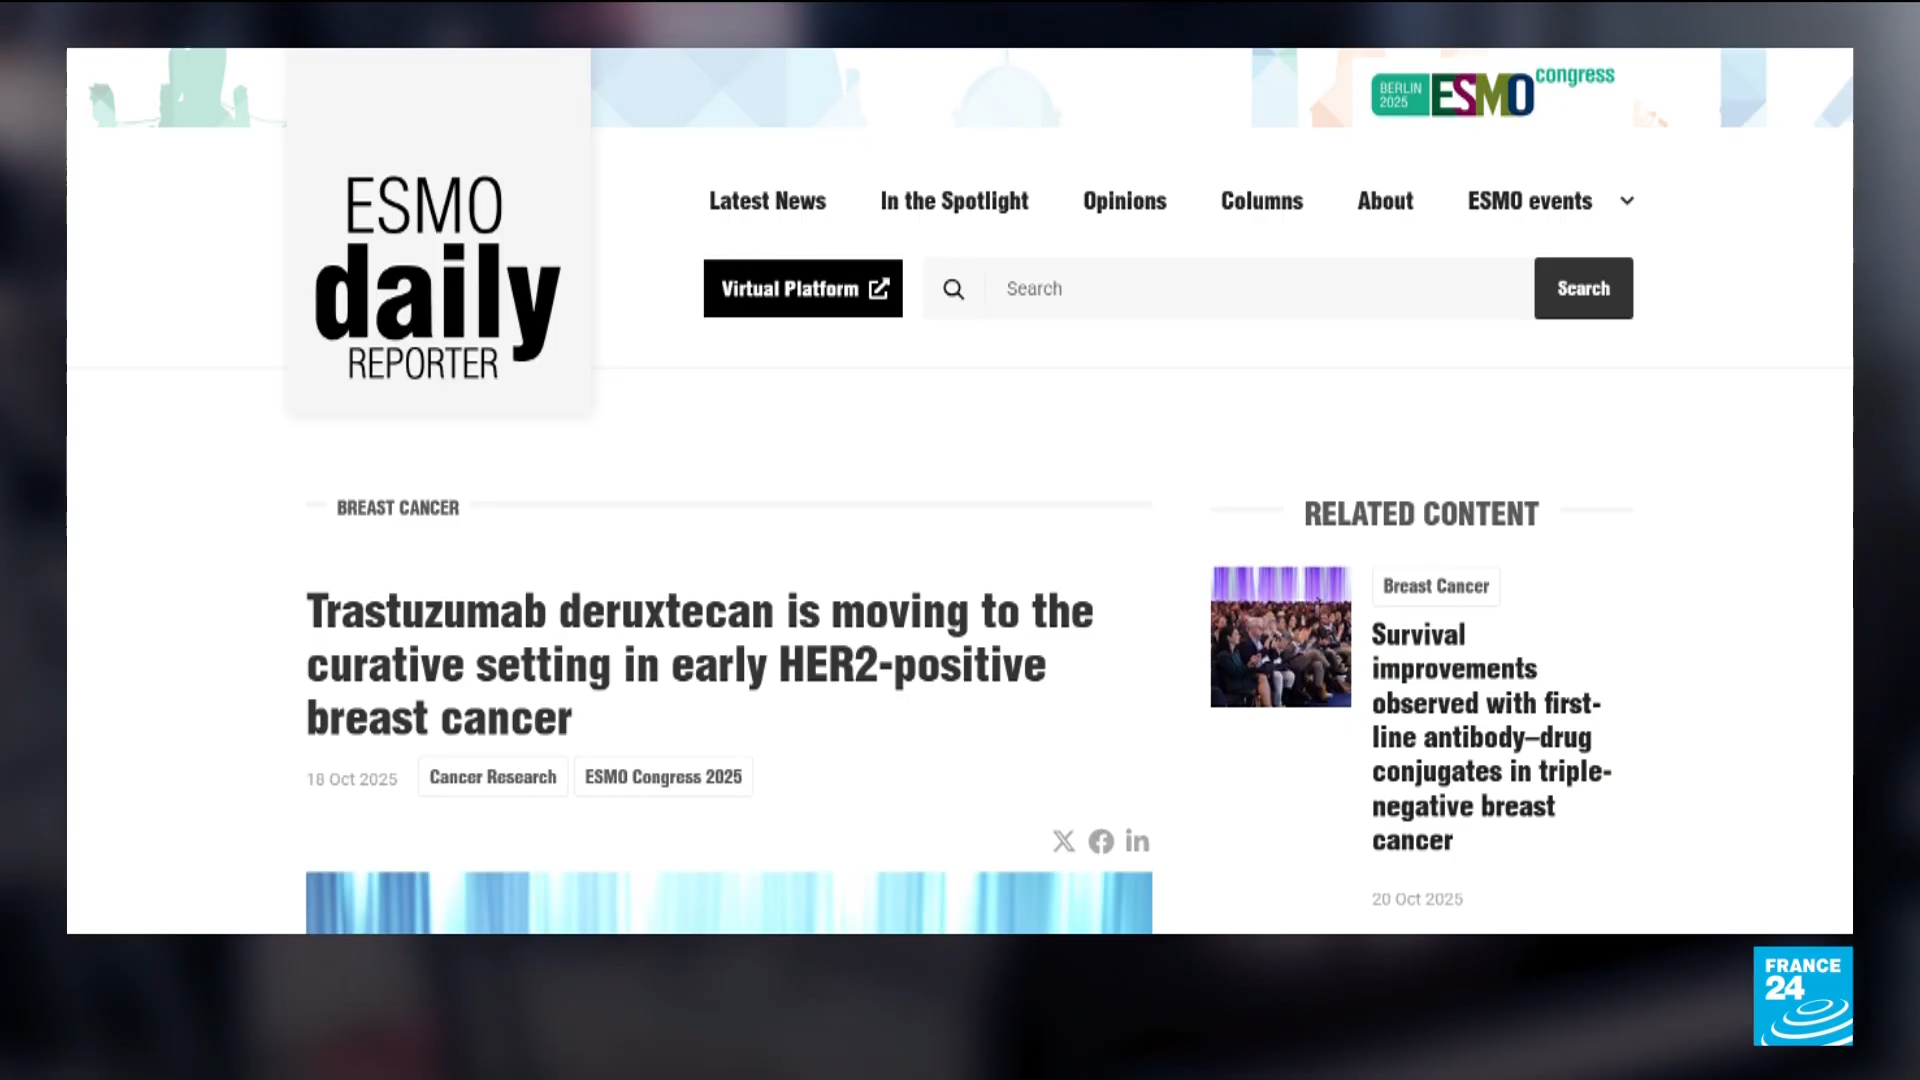 BERLIN
2025
ESMO
congress
ESMO
daily
REPORTER
Latest News In the Spotlight Opinions Columns About ESMO events
Virtual Platform Search Search
BREAST CANCER
Trastuzumab deruxtecan is moving to the
curative setting in early HER2-positive
breast cancer
18 Oct 2025 Cancer Research ESMO Congress 2025
RELATED CONTENT
Breast Cancer
Survival
improvements
observed with first-
line antibody–drug
conjugates in triple-
negative breast
cancer
20 Oct 2025
FRANCE
24